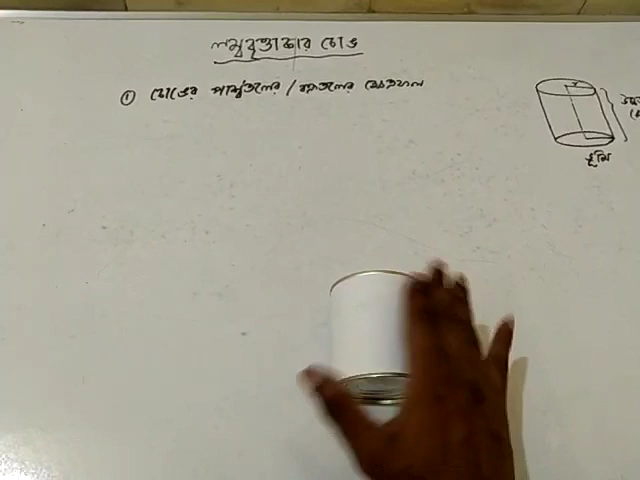 লম্ববৃত্তাকার চোঙ
① চোঙের পার্শ্বতলের / বক্রতলের ক্ষেত্রফল
ভূমি